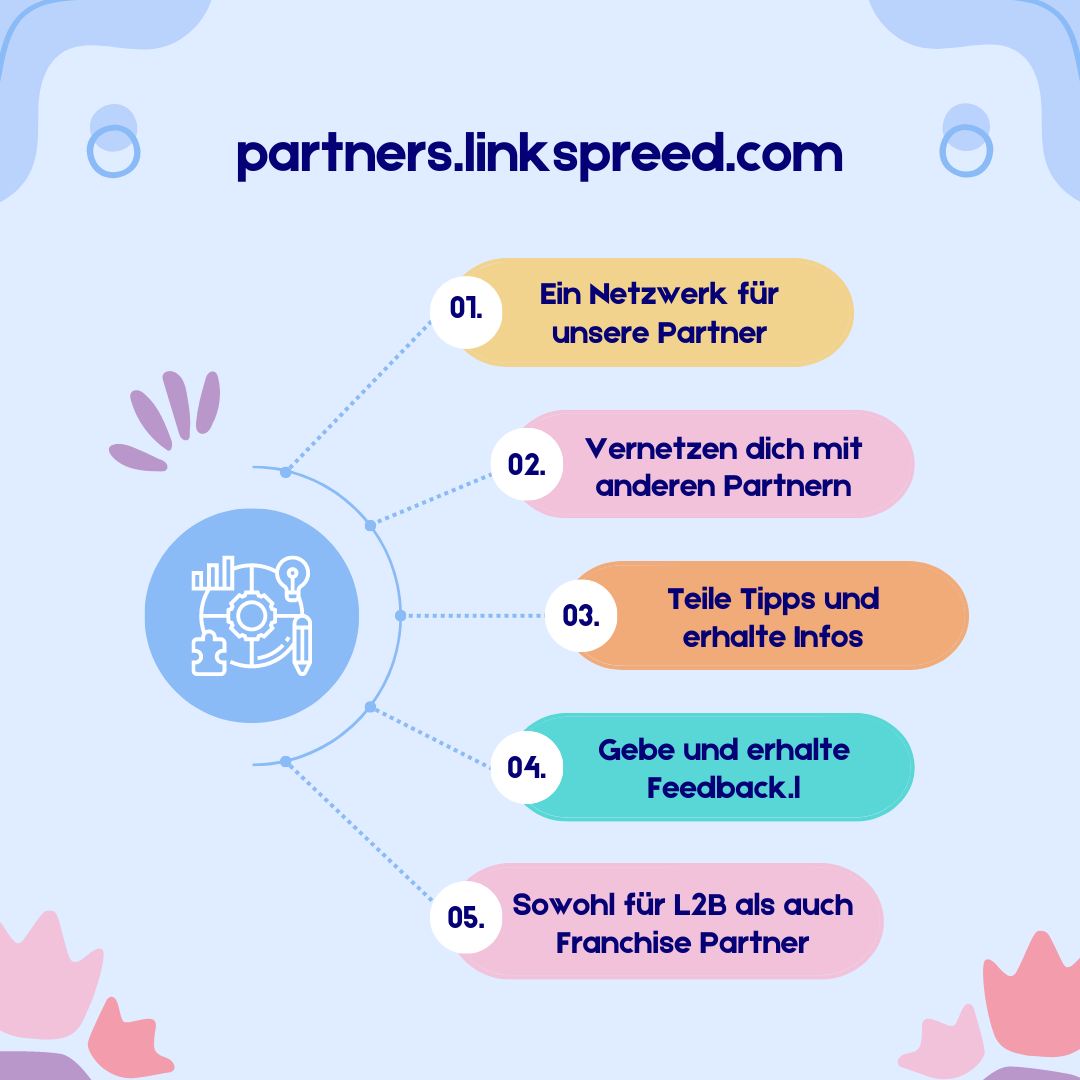 partners.linkspreed.com
01.
Ein Netzwerk für
unsere Partner
02.
Vernetzen dich mit
anderen Partnern
03.
Teile Tipps und
erhalte Infos
04.
Gebe und erhalte
Feedback.l
05.
Sowohl für L2B als auch
Franchise Partner